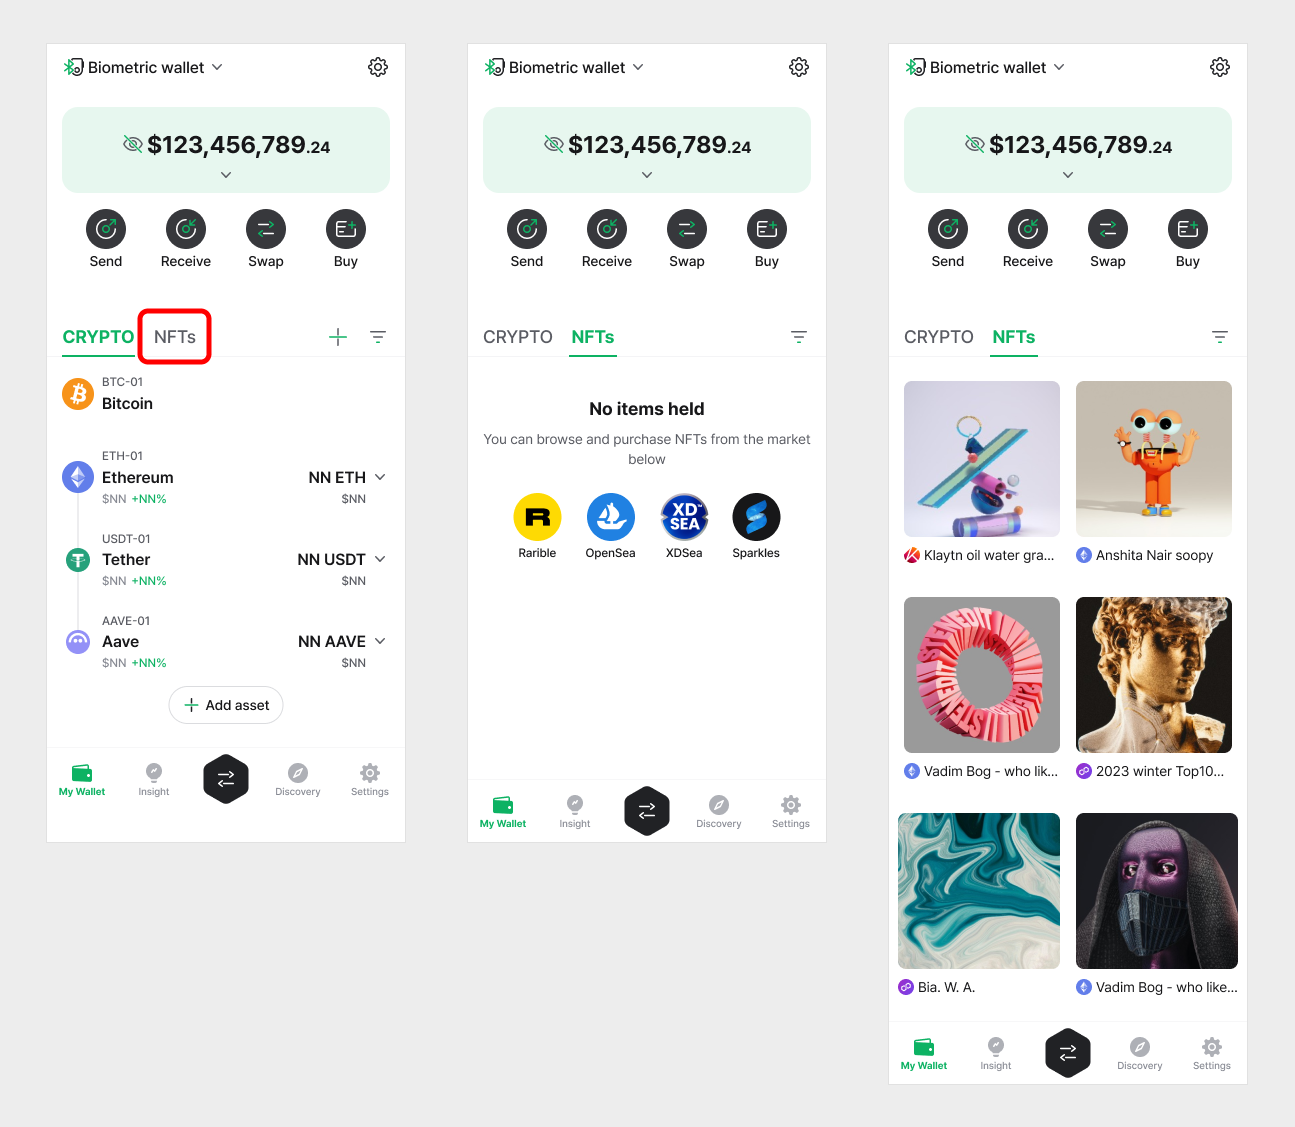 Biometric wallet
$123,456,789.24
Send Receive Swap Buy
CRYPTO NFTs
BTC-01
Bitcoin
ETH-01
Ethereum NN ETH
$NN +NN% $NN
USDT-01
Tether NN USDT
$NN +NN% $NN
AAVE-01
Aave NN AAVE
$NN +NN% $NN
Add asset
My Wallet Insight Discovery Settings
Biometric wallet
$123,456,789.24
Send Receive Swap Buy
CRYPTO NFTs
No items held
You can browse and purchase NFTs from the market
below
R XD SEA
Rarible OpenSea XDSea Sparkles
My Wallet Insight Discovery Settings
Biometric wallet
$123,456,789.24
Send Receive Swap Buy
CRYPTO NFTs
Klaytn oil water gra... Anshita Nair soopy
Vadim Bog - who lik... 2023 winter Top10...
Bia. W. A. Vadim Bog - who like...
My Wallet Insight Discovery Settings